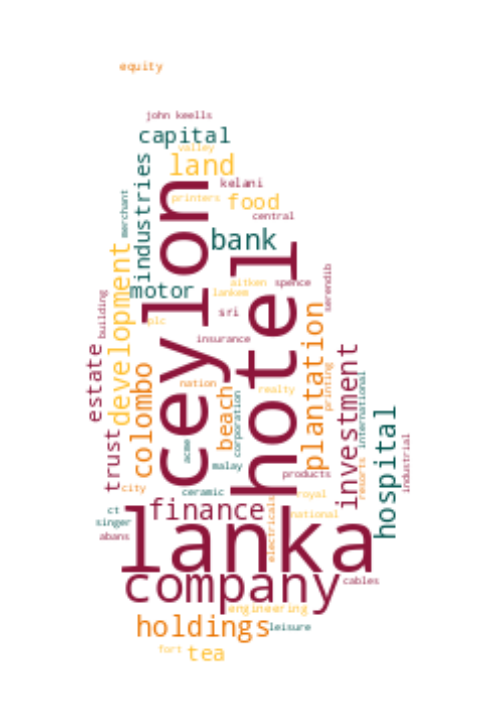 equity
john keells
capital
valley
land
kelani
industries
merchant
printers
food
central
ceylon
bank
hotel
development
motor
aitken
spence
lankem
serendib
building
plc
sri
plantation
insurance
estate
investment
colombo
nation
beach
realty
printing
international
corporation
trust
acme
malay
products
hospital
industrial
resorts
city
ceramic
royal
finance
national
ct
singer
abans
lanka
electricals
company
cables
engineering
holdings
leisure
fort
tea